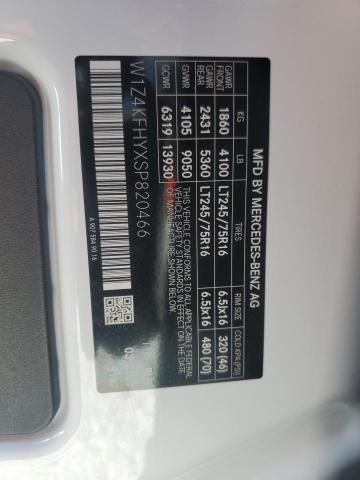 MFD BY MERCEDES-BENZ AG
KG LB TIRES RIM SIZE COLD KPA (PSI)
GAWR FRONT 1860 4100 LT245/75R16 6.5Jx16 320 (46)
GAWR REAR 2431 5360 LT245/75R16 6.5Jx16 480 (70)
GVWR 4105 9050 THIS VEHICLE CONFORMS TO ALL APPLICABLE FEDERAL
VEHICLE SAFETY STANDARDS IN EFFECT ON THE DATE
GCWR 6319 13930 OF MANUFACTURE SHOWN ABOVE.
W1Z4KFHYXSP820466
A 907 584 90 16